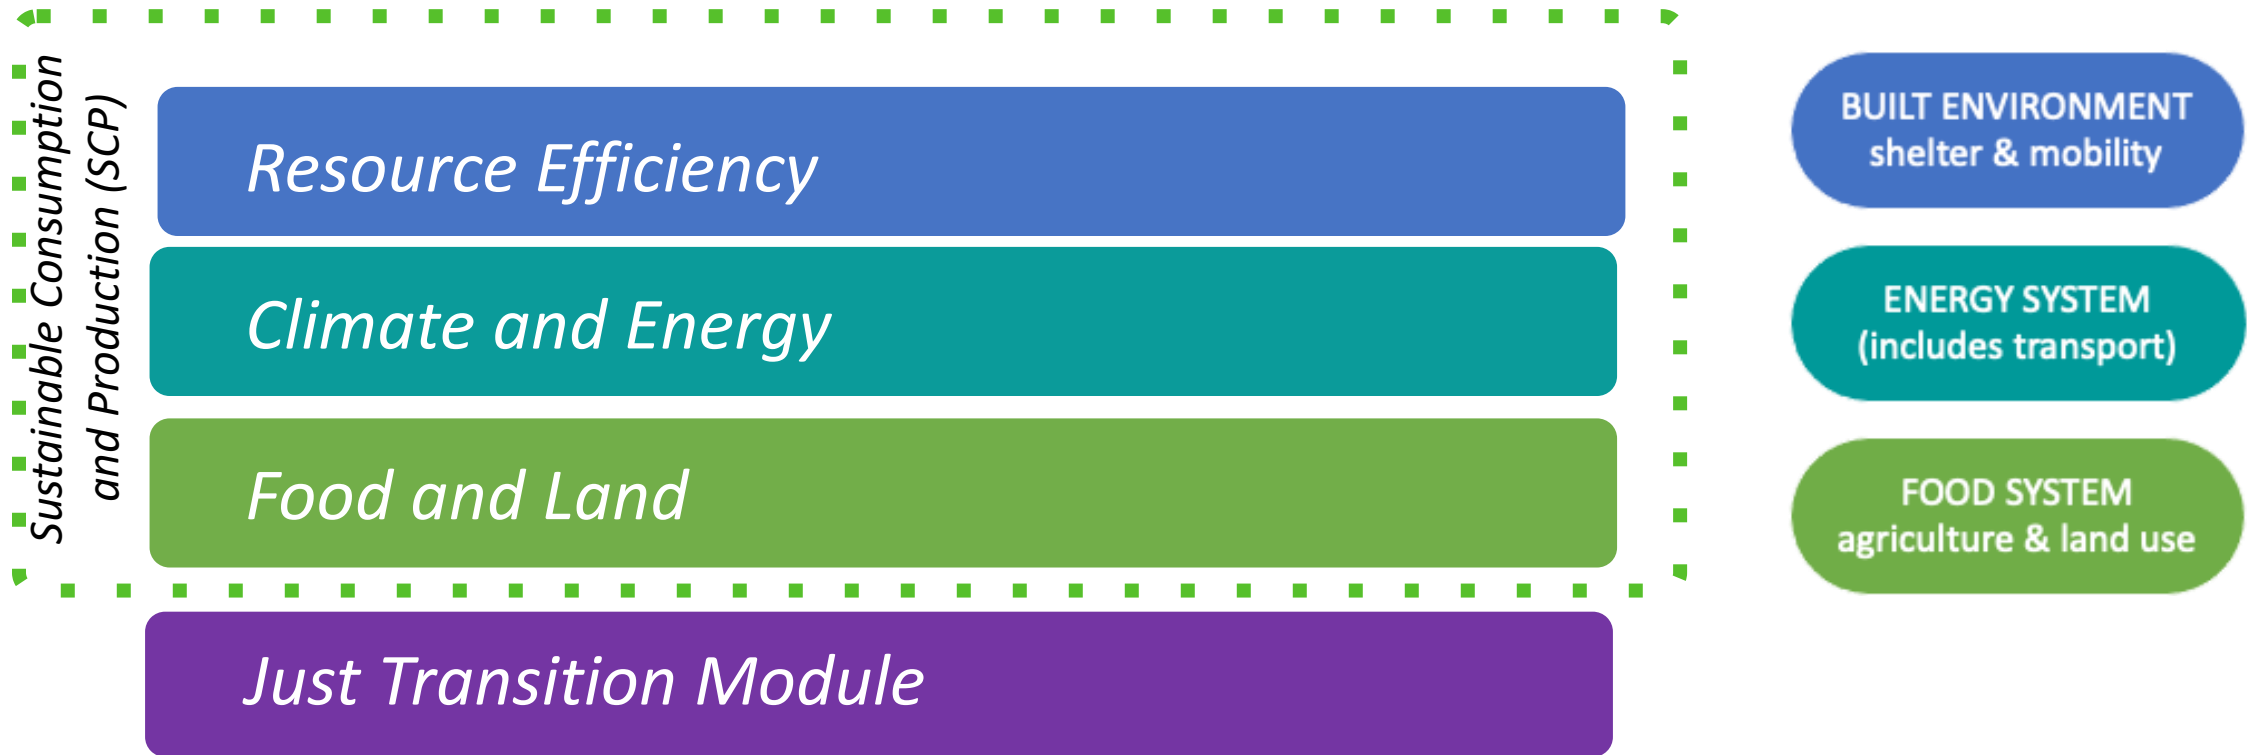 Sustainable Consumption
and Production (SCP)
Resource Efficiency
Climate and Energy
Food and Land
Just Transition Module
BUILT ENVIRONMENT
shelter & mobility
ENERGY SYSTEM
(includes transport)
FOOD SYSTEM
agriculture & land use